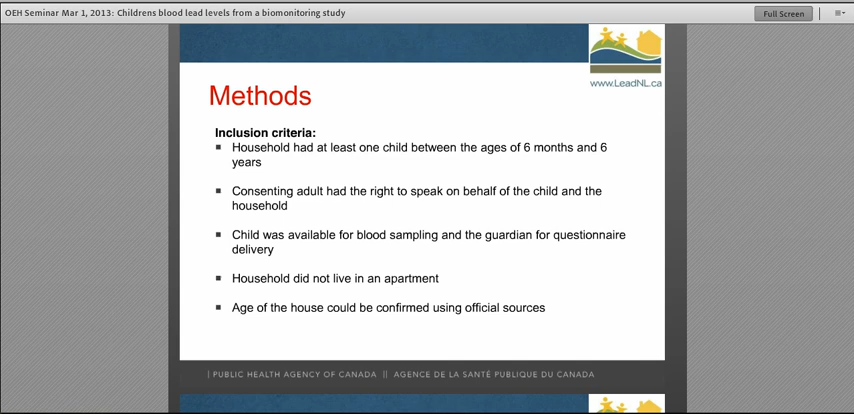 OEH Seminar Mar 1, 2013: Childrens blood lead levels from a biomonitoring study
Full Screen
www.LeadNL.ca
Methods
Inclusion criteria:
Household had at least one child between the ages of 6 months and 6
years
Consenting adult had the right to speak on behalf of the child and the
household
Child was available for blood sampling and the guardian for questionnaire
delivery
Household did not live in an apartment
Age of the house could be confirmed using official sources
PUBLIC HEALTH AGENCY OF CANADA || AGENCE DE LA SANTÉ PUBLIQUE DU CANADA